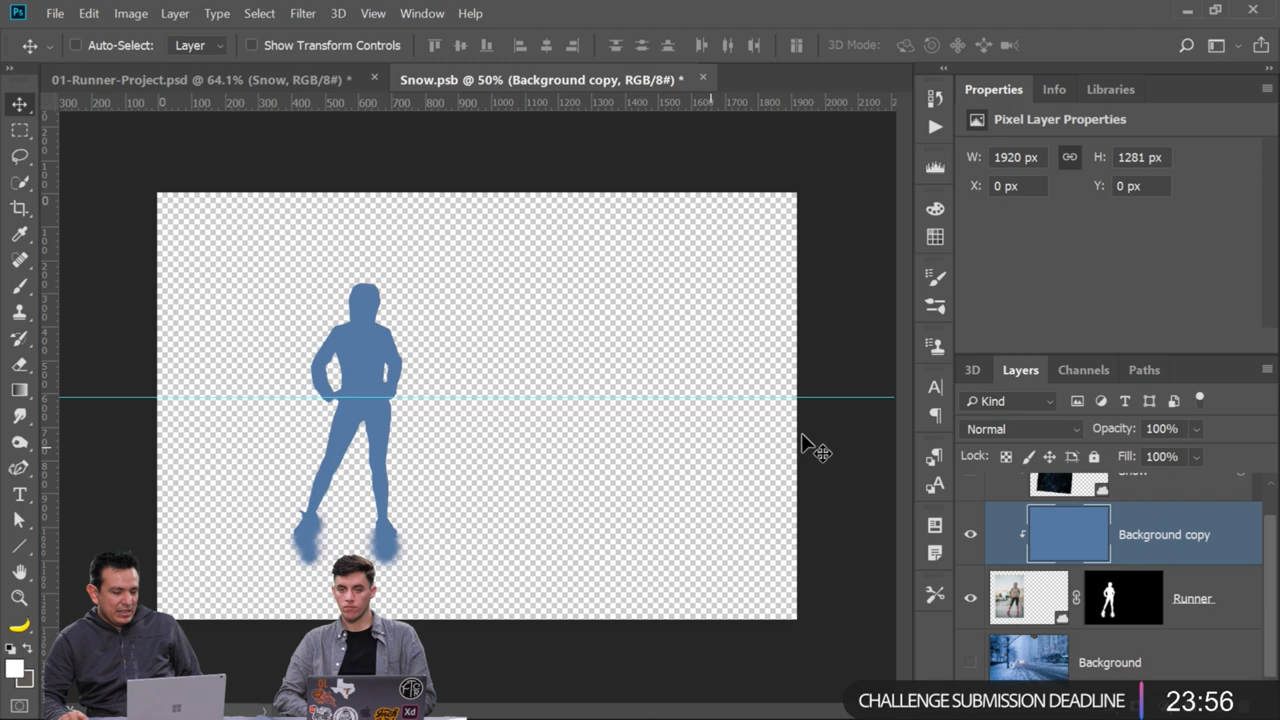 Ps File Edit Image Layer Type Select Filter 3D View Window Help
Auto-Select: Layer Show Transform Controls 3D Mode:
01-Runner-Project.psd @ 64.1% (Snow, RGB/8#) * Snow.psb @ 50% (Background copy, RGB/8#) *
300 200 100 0 100 200 300 400 500 600 700 800 900 1000 1100 1200 1300 1400 1500 1600 1700 1800 1900 2000 2100
Properties Info Libraries
Pixel Layer Properties
W: 1920 px H: 1281 px
X: 0 px Y: 0 px
3D Layers Channels Paths
Kind
Normal Opacity: 100%
Lock: Fill: 100%
Background copy
Runner
Background
Xd
CHALLENGE SUBMISSION DEADLINE 23:56